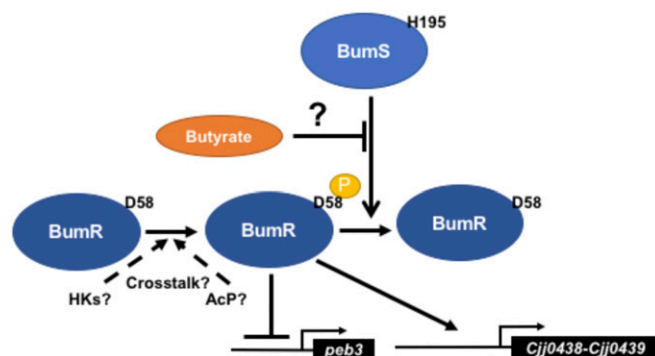 H195
BumS
?
Butyrate
P
D58
D58
D58
BumR
BumR
BumR
Crosstalk?
HKs?
AcP?
peb3
Cjj0438-Cjj0439